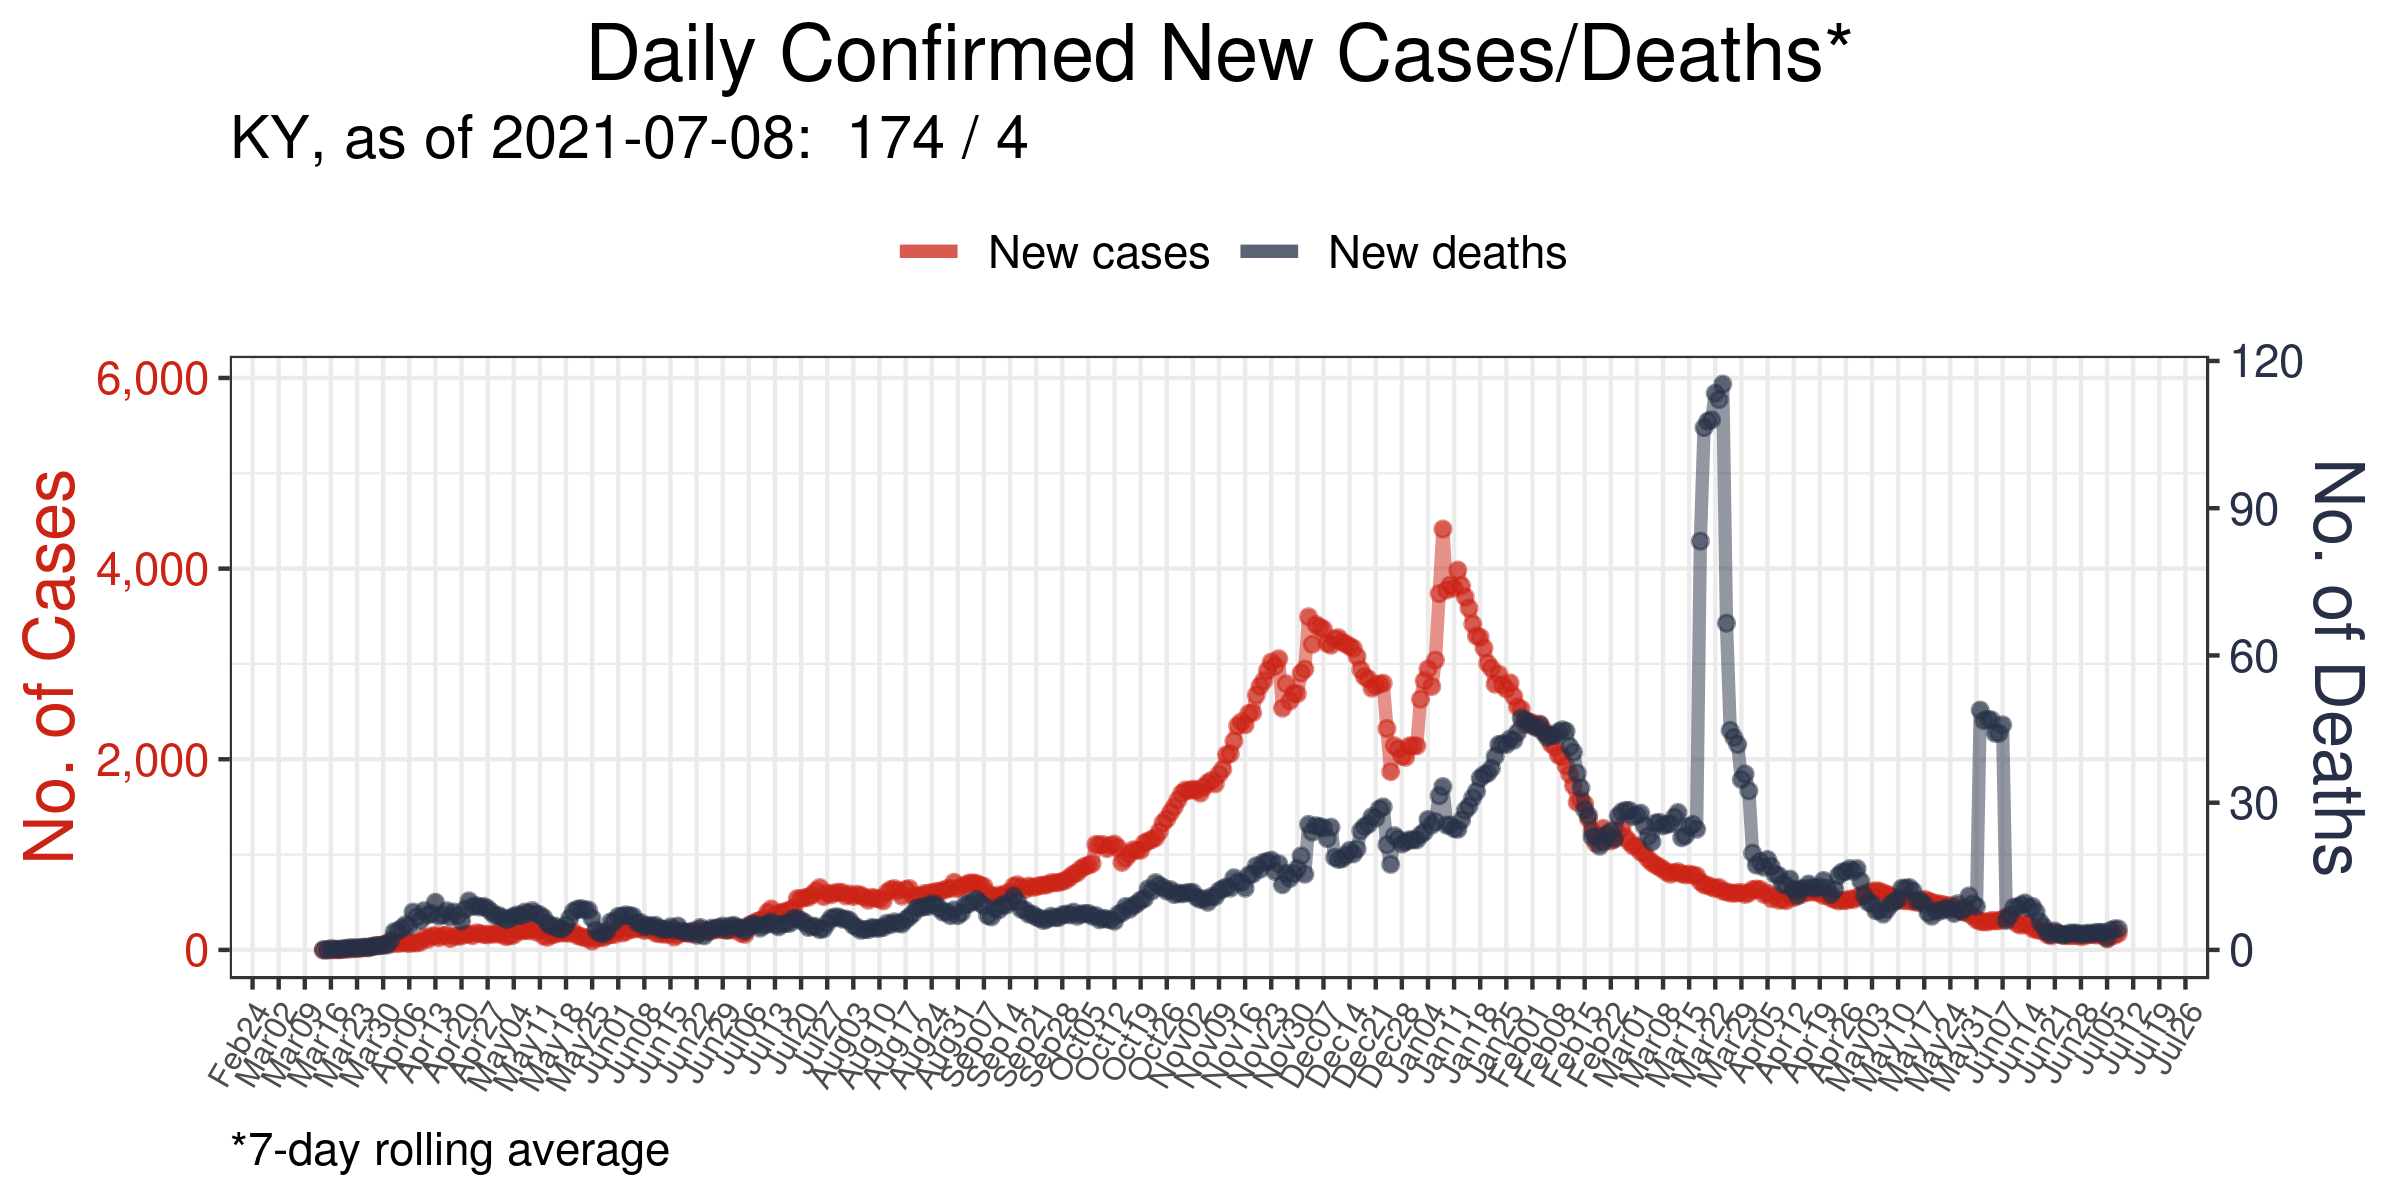 Daily Confirmed New Cases/Deaths*
KY, as of 2021-07-08:  174 / 4
New cases
New deaths
No. of Cases
6,000
4,000
2,000
0
120
90
60
30
0
No. of Deaths
Feb24
Mar02
Mar09
Mar16
Mar23
Mar30
Apr06
Apr13
Apr20
Apr27
May04
May11
May18
May25
Jun01
Jun08
Jun15
Jun22
Jun29
Jul06
Jul13
Jul20
Jul27
Aug03
Aug10
Aug17
Aug24
Aug31
Sep07
Sep14
Sep21
Sep28
Oct05
Oct12
Oct19
Oct26
Nov02
Nov09
Nov16
Nov23
Nov30
Dec07
Dec14
Dec21
Dec28
Jan04
Jan11
Jan18
Jan25
Feb01
Feb08
Feb15
Feb22
Mar01
Mar08
Mar15
Mar22
Mar29
Apr05
Apr12
Apr19
Apr26
May03
May10
May17
May24
May31
Jun07
Jun14
Jun21
Jun28
Jul05
Jul12
Jul19
Jul26
*7-day rolling average